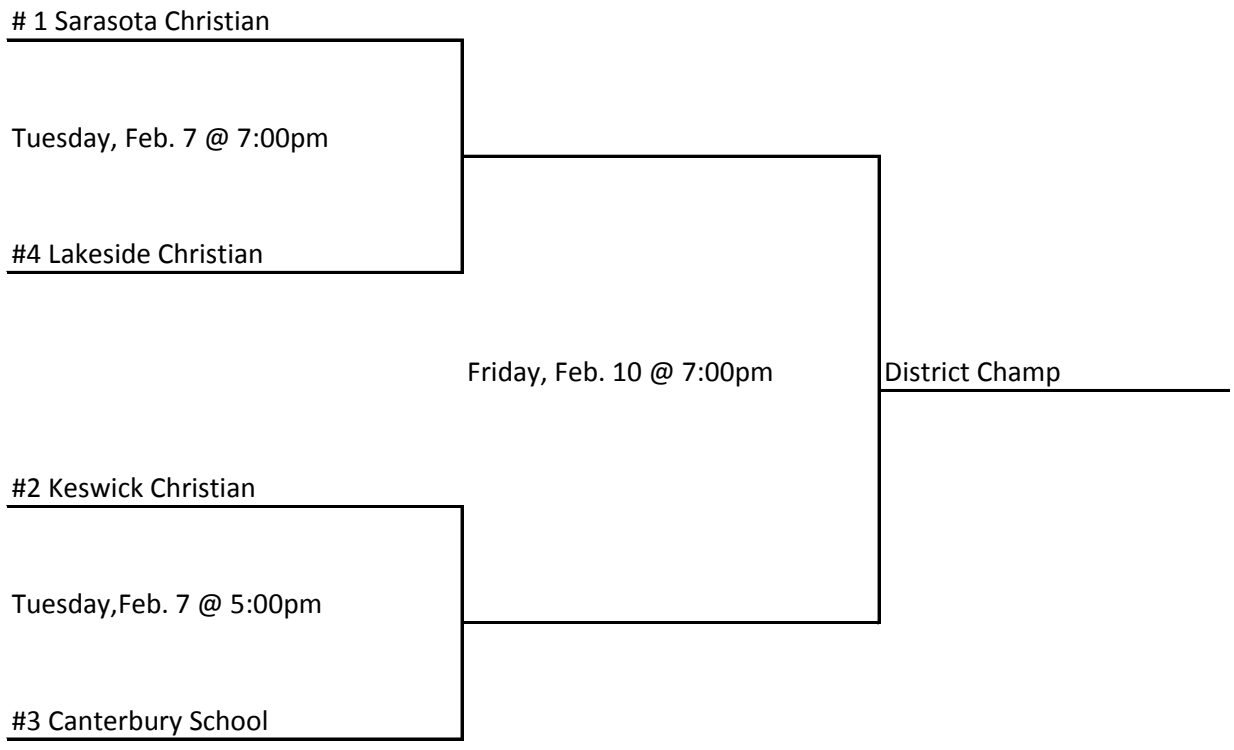 # 1 Sarasota Christian
Tuesday, Feb. 7 @ 7:00pm
#4 Lakeside Christian
Friday, Feb. 10 @ 7:00pm
District Champ
#2 Keswick Christian
Tuesday,Feb. 7 @ 5:00pm
#3 Canterbury School